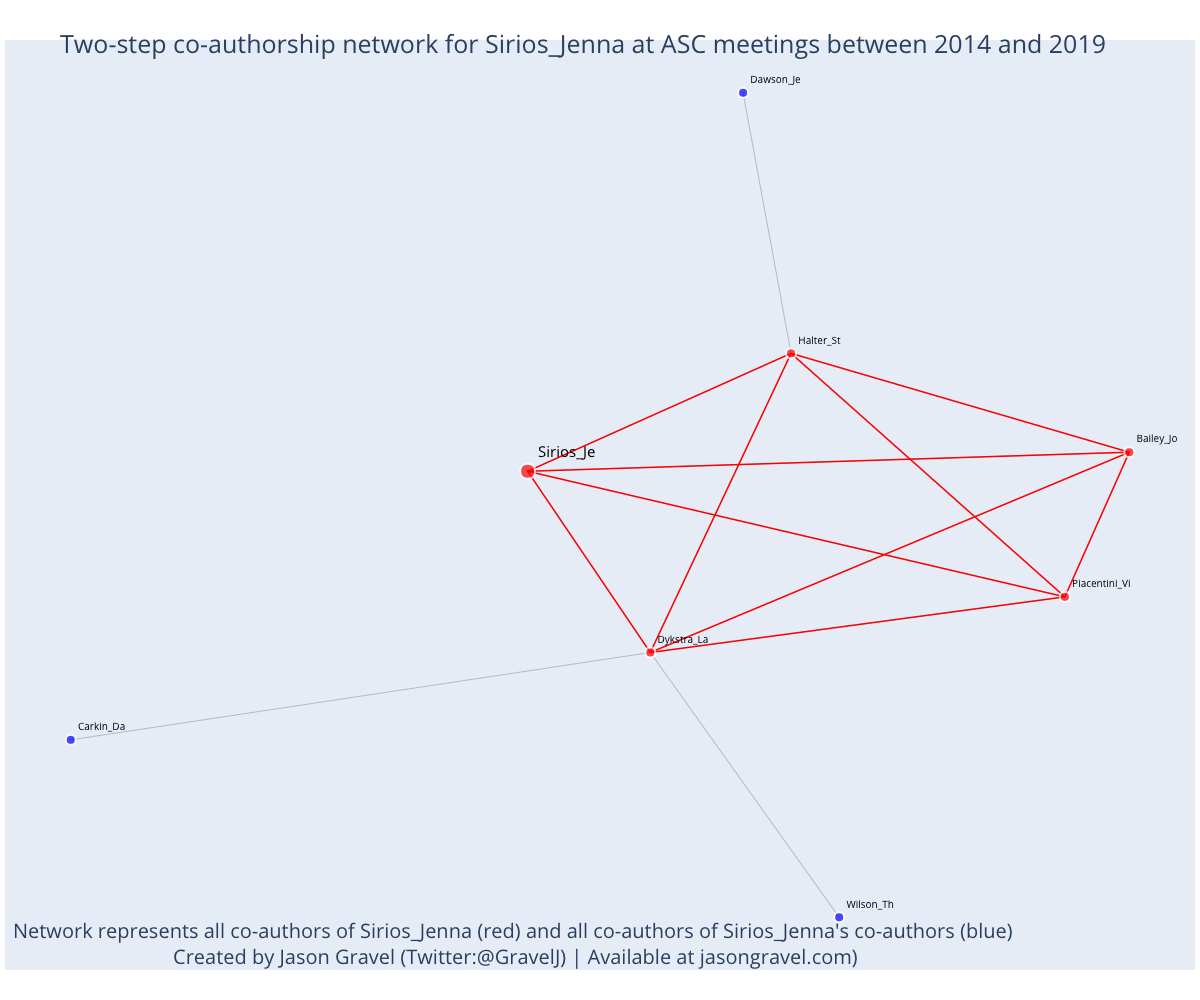 Two-step co-authorship network for Sirios_Jenna at ASC meetings between 2014 and 2019
Dawson_Je
Halter_St
Bailey_Jo
Sirios_Je
Piacentini_Vi
Dykstra_La
Carkin_Da
Wilson_Th
Network represents all co-authors of Sirios_Jenna (red) and all co-authors of Sirios_Jenna's co-authors (blue)
Created by Jason Gravel (Twitter:@GravelJ) | Available at jasongravel.com)